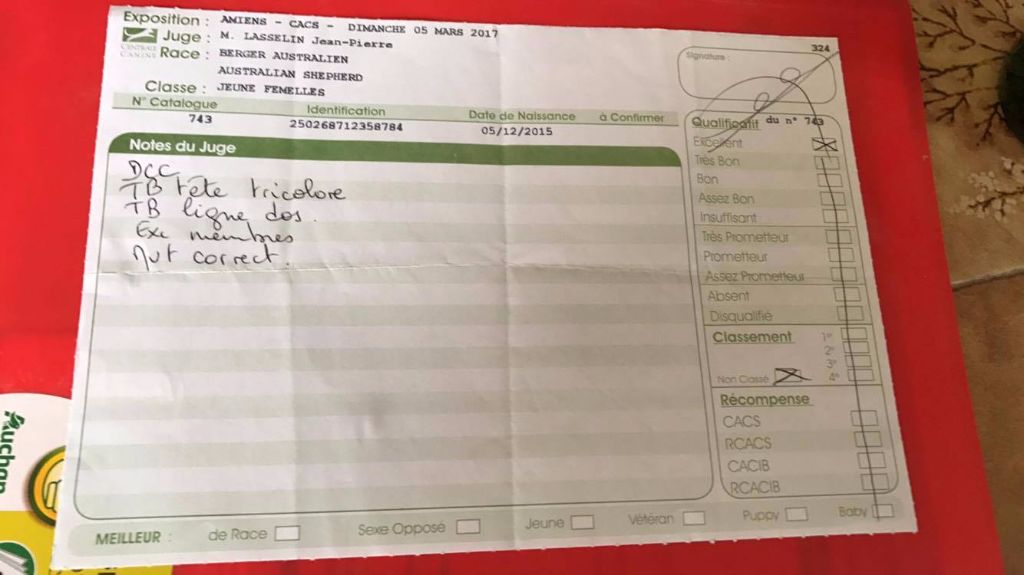 Exposition : AMIENS - CACS - DIMANCHE 05 MARS 2017
CENTRALE CANINE
Juge : M. LASSELIN Jean-Pierre
Race : BERGER AUSTRALIEN
AUSTRALIAN SHEPHERD
Classe : JEUNE FEMELLES
324
Signature :
N° Catalogue Identification Date de Naissance à Confirmer
743 250268712358784 05/12/2015
Notes du Juge
DCC
TB tête tricolore
TB ligne dos.
Exc membres
Mvt correct.
Qualificatif du n° 743
Excellent
Très Bon
Bon
Assez Bon
Insuffisant
Très Prometteur
Prometteur
Assez Prometteur
Absent
Disqualifié
Classement 1er
2e
3e
Non Classé 4e
Récompense
CACS
RCACS
CACIB
RCACIB
MEILLEUR : de Race Sexe Opposé Jeune Vétéran Puppy Baby
Auchan